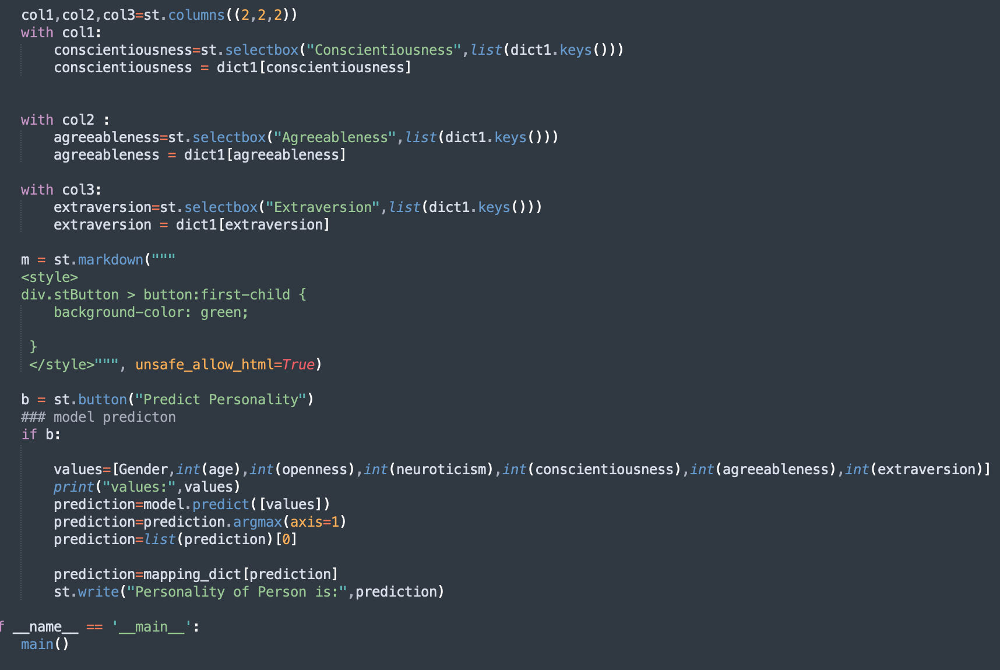 col1,col2,col3=st.columns((2,2,2))
with col1:
    conscientiousness=st.selectbox("Conscientiousness",list(dict1.keys()))
    conscientiousness = dict1[conscientiousness]
with col2 :
    agreeableness=st.selectbox("Agreeableness",list(dict1.keys()))
    agreeableness = dict1[agreeableness]
with col3:
    extraversion=st.selectbox("Extraversion",list(dict1.keys()))
    extraversion = dict1[extraversion]
m = st.markdown("""
<style>
div.stButton > button:first-child {
    background-color: green;
 }
 </style>""", unsafe_allow_html=True)
b = st.button("Predict Personality")
### model predicton
if b:
    values=[Gender,int(age),int(openness),int(neuroticism),int(conscientiousness),int(agreeableness),int(extraversion)]
    print("values:",values)
    prediction=model.predict([values])
    prediction=prediction.argmax(axis=1)
    prediction=list(prediction)[0]
    prediction=mapping_dict[prediction]
    st.write("Personality of Person is:",prediction)
f __name__ == '__main__':
main()